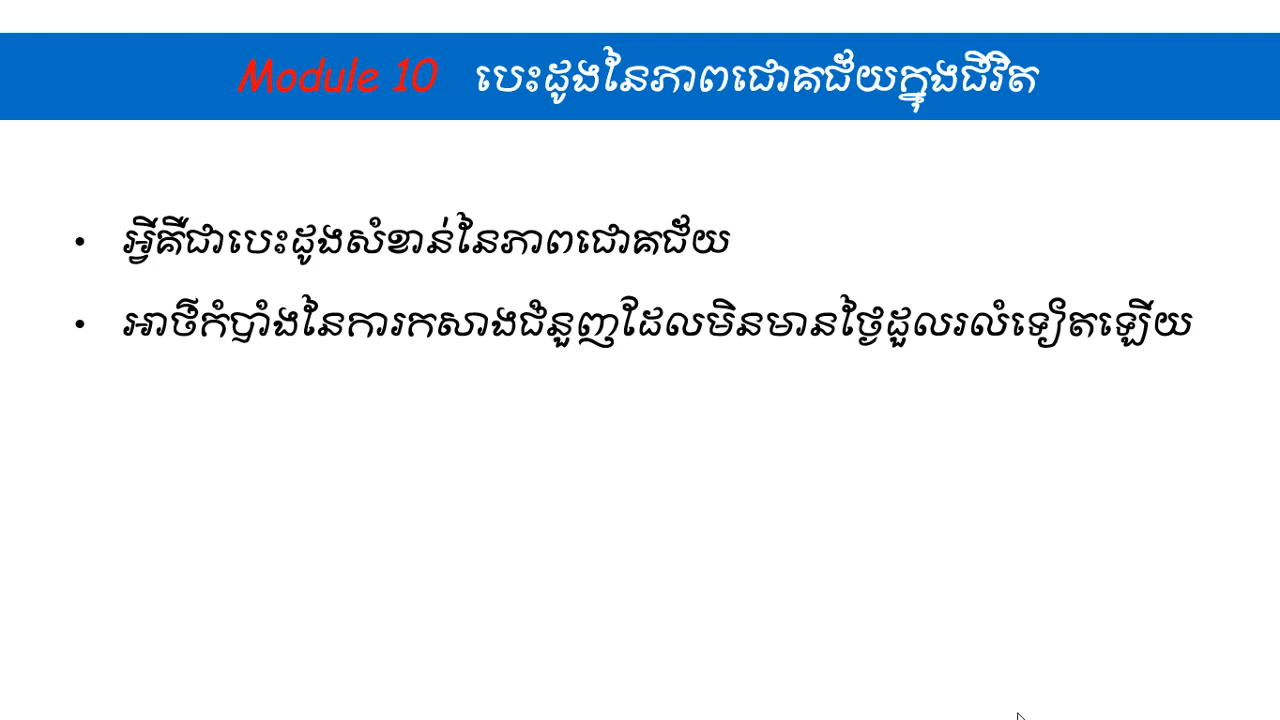 Module 10 បេះដូងនៃភាពជោគជ័យក្នុងជីវិត
• អ្វីគឺជាបេះដូងសំខាន់នៃភាពជោគជ័យ
• អាថ៌កំបាំងនៃការកសាងជំនួញដែលមិនមានថ្ងៃដួលរលំទៀតឡើយ